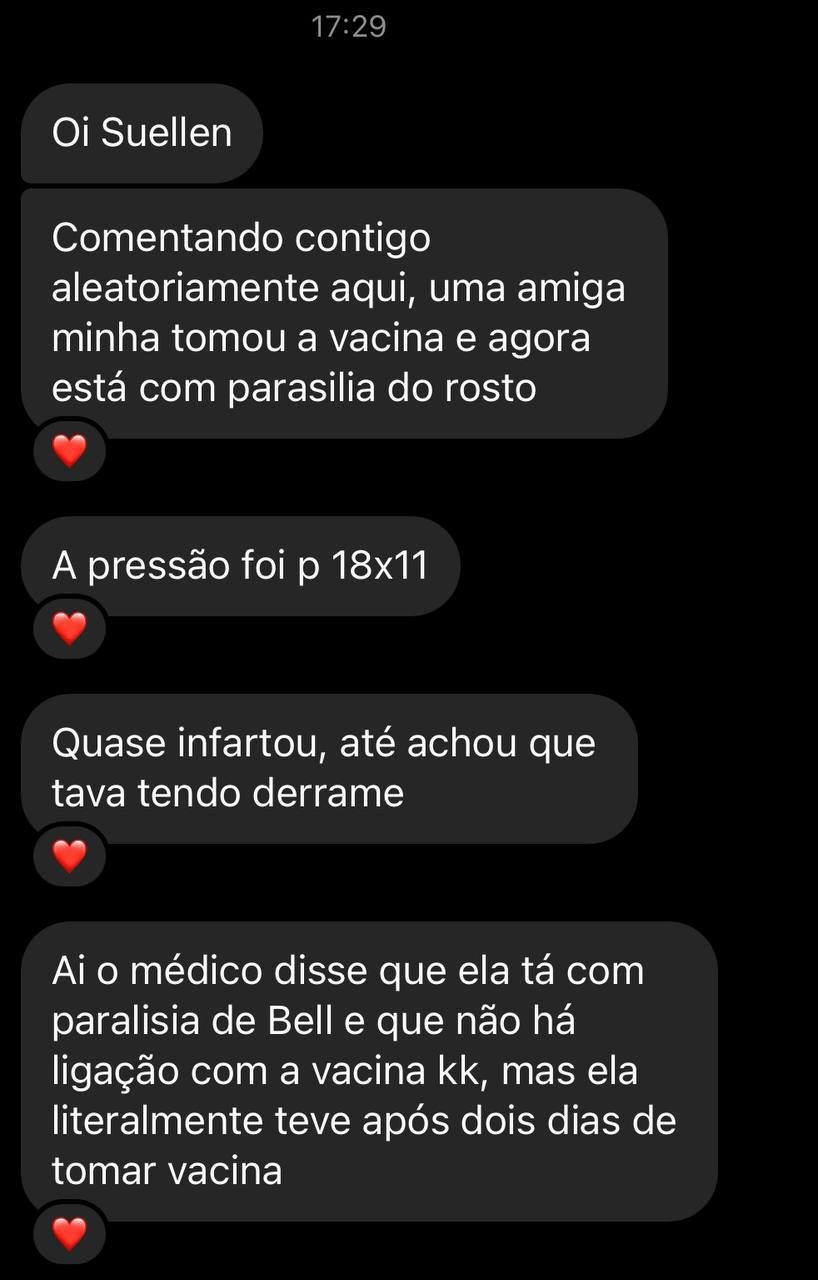 17:29
Oi Suellen
Comentando contigo
aleatoriamente aqui, uma amiga
minha tomou a vacina e agora
está com parasilia do rosto
A pressão foi p 18x11
Quase infartou, até achou que
tava tendo derrame
Ai o médico disse que ela tá com
paralisia de Bell e que não há
ligação com a vacina kk, mas ela
literalmente teve após dois dias de
tomar vacina